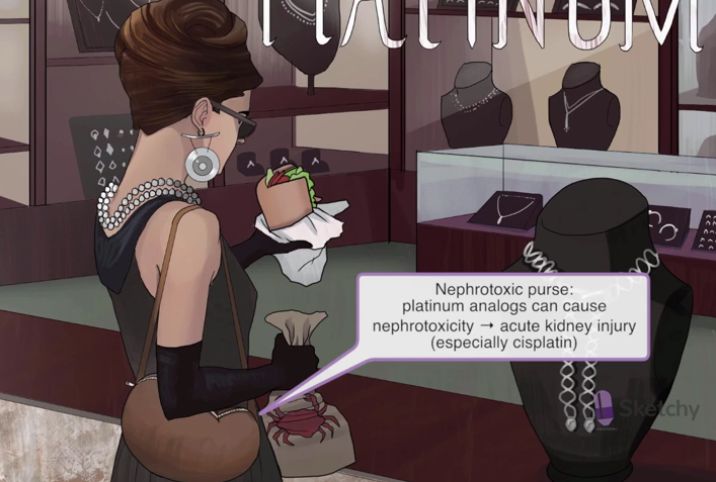 PLATINUM
Nephrotoxic purse:
platinum analogs can cause
nephrotoxicity → acute kidney injury
(especially cisplatin)
Sketchy